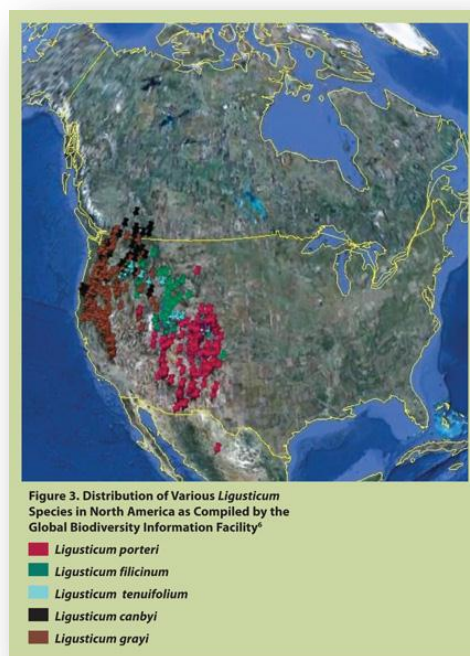 Figure 3. Distribution of Various Ligusticum
Species in North America as Compiled by the
Global Biodiversity Information Facility⁶
Ligusticum porteri
Ligusticum filicinum
Ligusticum tenuifolium
Ligusticum canbyi
Ligusticum grayi